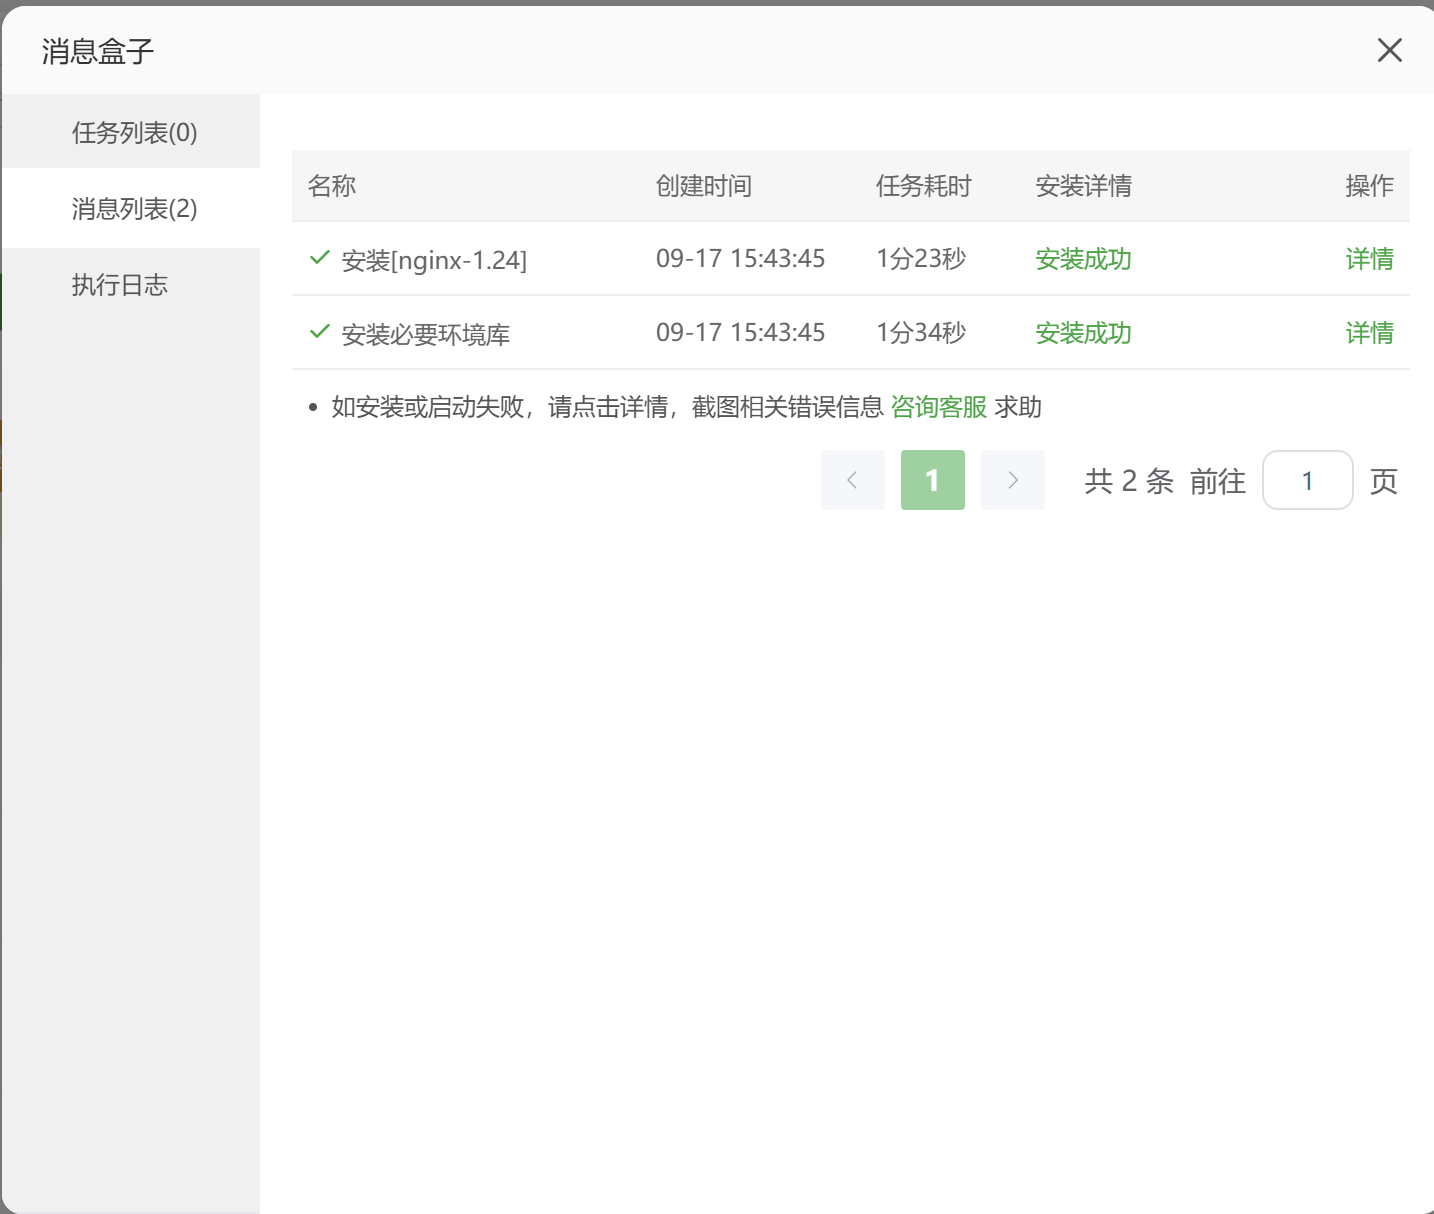 消息盒子
任务列表(0)
消息列表(2)
执行日志
名称 创建时间 任务耗时 安装详情 操作
安装[nginx-1.24] 09-17 15:43:45 1分23秒 安装成功 详情
安装必要环境库 09-17 15:43:45 1分34秒 安装成功 详情
如安装或启动失败，请点击详情，截图相关错误信息 咨询客服 求助
1 共 2 条 前往 1 页